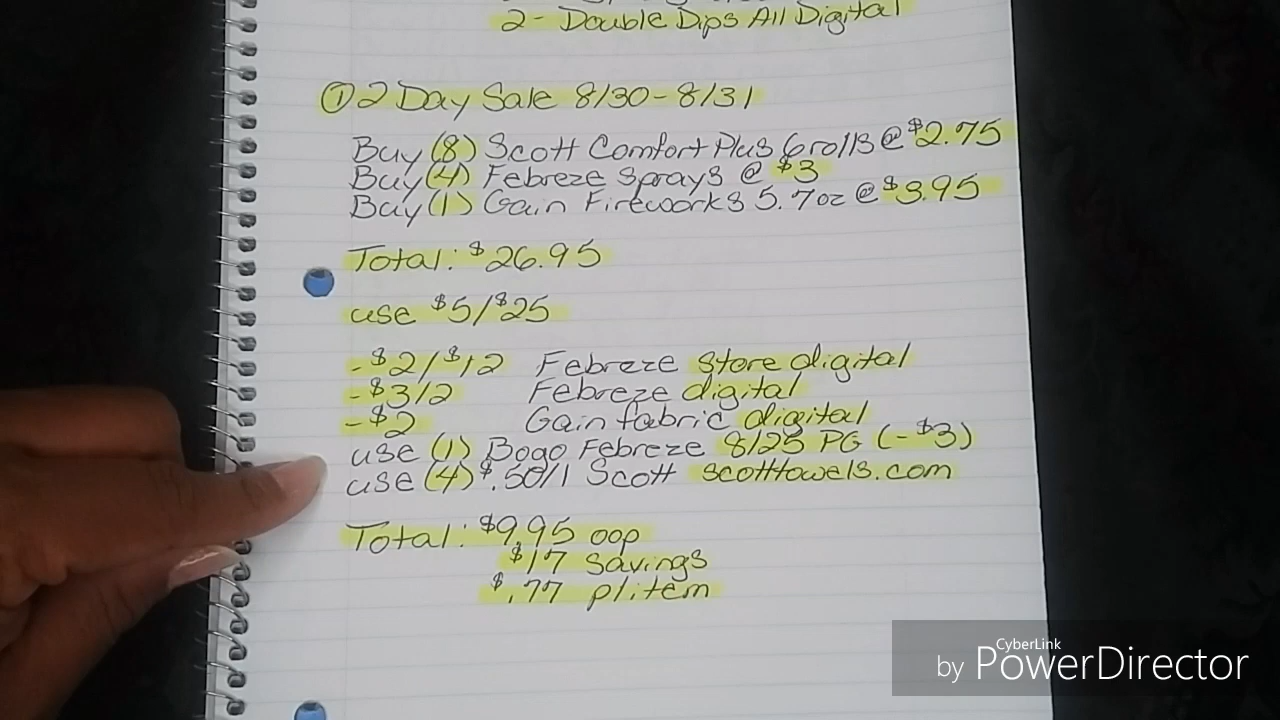 2- Double Dips All Digital
① 2 Day Sale 8/30-8/31
Buy (8) Scott Comfort Plus 6rolls @ $2.75
Buy (4) Febreze Sprays @ $3
Buy (1) Gain Fireworks 5.7oz @ $3.95
Total: $26.95
use $5/$25
-$2/$12 Febreze store digital
-$3/2 Febreze digital
-$2 Gain fabric digital
use (1) Bogo Febreze 8/25 PG (-$3)
use (4) $.50/1 Scott scotttowels.com
Total: $9.95 oop
$17 savings
$.77 p/item
CyberLink
by PowerDirector